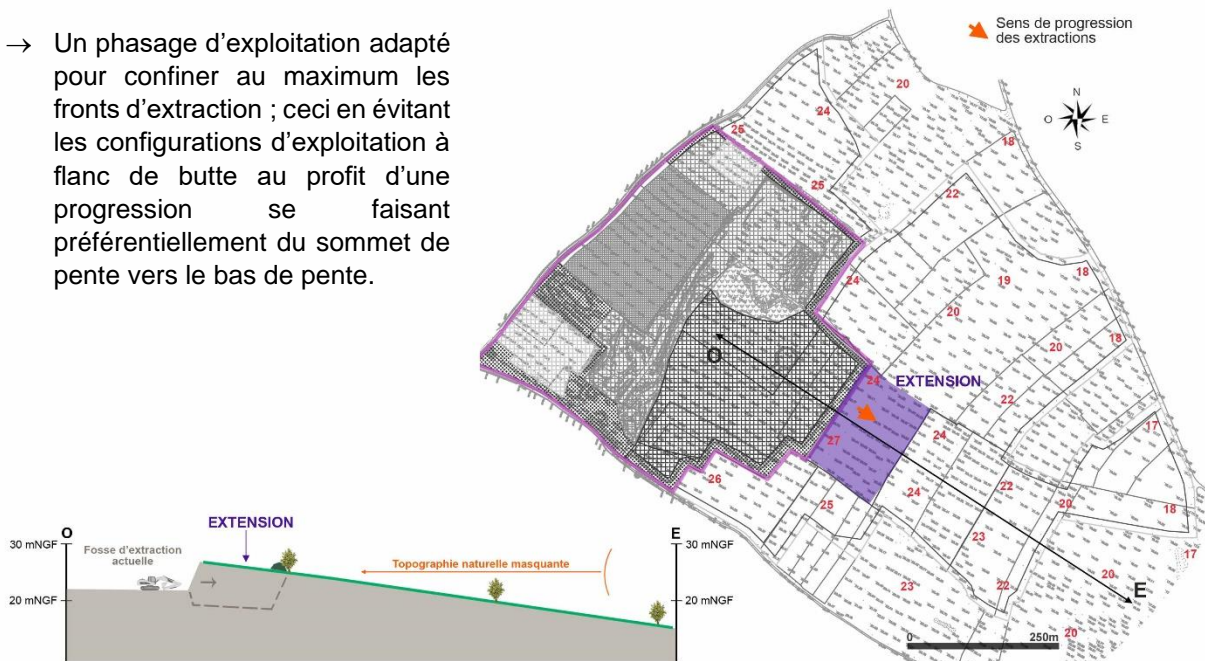 → Un phasage d’exploitation adapté
pour confiner au maximum les
fronts d’extraction ; ceci en évitant
les configurations d’exploitation à
flanc de butte au profit d’une
progression se faisant
préférentiellement du sommet de
pente vers le bas de pente.
Sens de progression
des extractions
N
O E
S
20
24
26
18
25
22
24
19
18
20
20
18
O
24
EXTENSION
22
27
24
17
26
25
24
22
18
23
17
20
23
22
E
20
0 250m
O
EXTENSION
E
30 mNGF
Fosse d’extraction
actuelle
Topographie naturelle masquante
30 mNGF
20 mNGF
20 mNGF